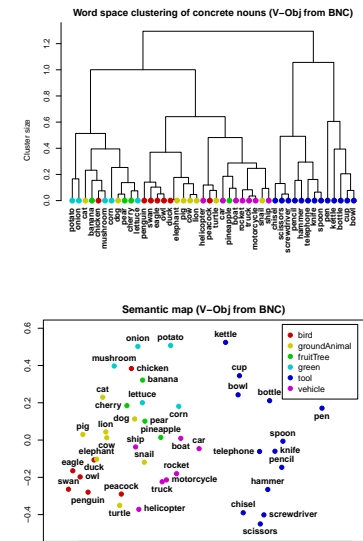 Word space clustering of concrete nouns (V-Obj from BNC)
Cluster size
1.2
1.0
0.8
0.6
0.4
0.2
0.0
potato
onion
cat
banana
chicken
mushroom
corn
dog
pear
cherry
lettuce
penguin
swan
eagle
owl
duck
elephant
pig
cow
lion
helicopter
peacock
turtle
car
pineapple
boat
rocket
truck
motorcycle
snail
ship
chisel
scissors
screwdriver
pencil
hammer
telephone
knife
spoon
pen
kettle
bottle
cup
bowl
Semantic map (V-Obj from BNC)
0.6
0.4
0.2
0.0
−0.2
−0.4
bird
groundAnimal
fruitTree
green
tool
vehicle
kettle
onion potato
mushroom
chicken
banana
cup
bowl
bottle
cat
lettuce
cherry
corn
pen
dog
pear
pig
lion
pineapple
cow
ship
boat
car
spoon
telephone
knife
pencil
elephant
snail
eagle
duck
owl
rocket
motorcycle
truck
hammer
swan
penguin
peacock
turtle
helicopter
chisel
screwdriver
scissors